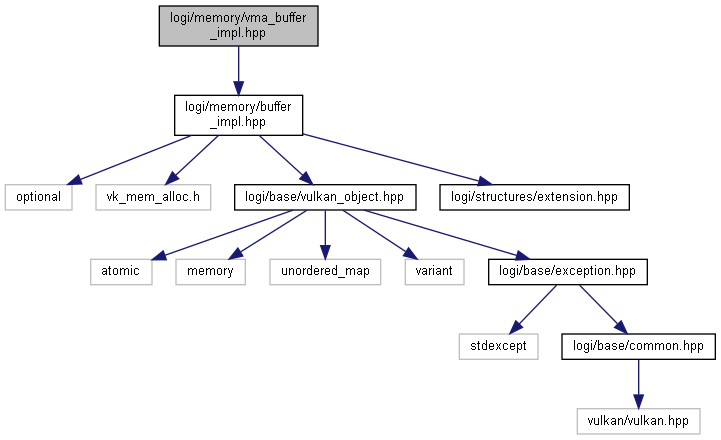 logi/memory/vma_buffer
_impl.hpp
logi/memory/buffer
_impl.hpp
optional
vk_mem_alloc.h
logi/base/vulkan_object.hpp
logi/structures/extension.hpp
atomic
memory
unordered_map
variant
logi/base/exception.hpp
stdexcept
logi/base/common.hpp
vulkan/vulkan.hpp